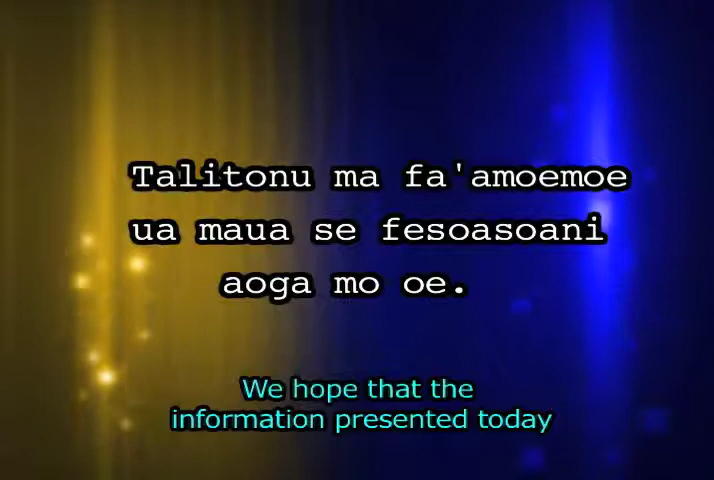 Talitonu ma fa'amoemoe
ua maua se fesoasoani
aoga mo oe.
We hope that the
information presented today